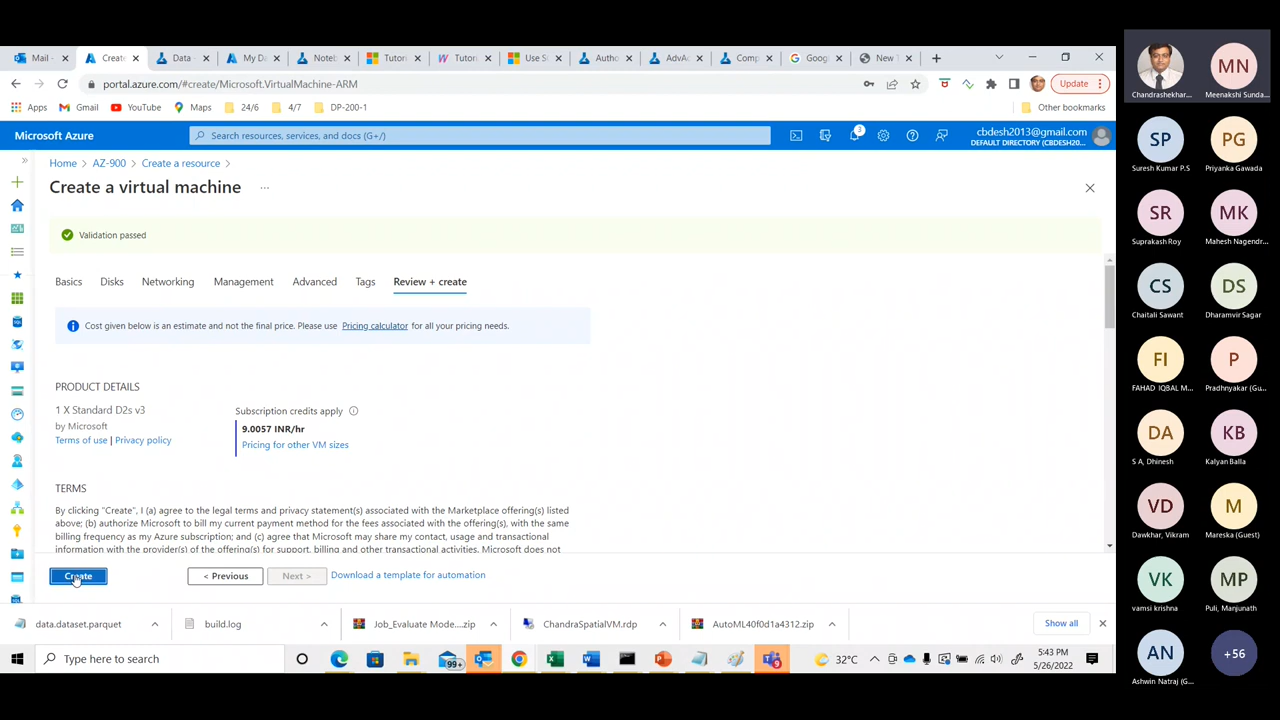 Mail -
Create
Data
My Da
Noteb
Tutori
Tutori
Use S
Autho
AdvAc
Comp
Goog
New
portal.azure.com/#create/Microsoft.VirtualMachine-ARM
Update
Apps
Gmail
YouTube
Maps
24/6
4/7
DP-200-1
Other bookmarks
Microsoft Azure
Search resources, services, and docs (G+/)
3
cbdesh2013@gmail.com
DEFAULT DIRECTORY (CBDESH20...
Home > AZ-900 > Create a resource >
Create a virtual machine ...
Validation passed
Basics
Disks
Networking
Management
Advanced
Tags
Review + create
Cost given below is an estimate and not the final price. Please use Pricing calculator for all your pricing needs.
PRODUCT DETAILS
1 X Standard D2s v3
by Microsoft
Terms of use | Privacy policy
Subscription credits apply
9.0057 INR/hr
Pricing for other VM sizes
TERMS
By clicking "Create", I (a) agree to the legal terms and privacy statement(s) associated with the Marketplace offering(s) listed
above; (b) authorize Microsoft to bill my current payment method for the fees associated with the offering(s), with the same
billing frequency as my Azure subscription; and (c) agree that Microsoft may share my contact, usage and transactional
information with the provider(s) of the offering(s) for support, billing and other transactional activities. Microsoft does not
Create
< Previous
Next >
Download a template for automation
data.dataset.parquet
build.log
Job_Evaluate Mode....zip
ChandraSpatialVM.rdp
AutoML40f0d1a4312.zip
Show all
Type here to search
99+
9
32°C
5:43 PM
5/26/2022
Chandrashekhar...
MN
Meenakshi Sunda...
SP
Suresh Kumar P.S
PG
Priyanka Gawada
SR
Suprakash Roy
MK
Mahesh Nagendr...
CS
Chaitali Sawant
DS
Dharamvir Sagar
FI
FAHAD IQBAL M...
P
Pradhnyakar (Gu...
DA
S A, Dhinesh
KB
Kalyan Balla
VD
Dawkhar, Vikram
M
Mareska (Guest)
VK
vamsi krishna
MP
Puli, Manjunath
AN
Ashwin Natraj (G...
+56